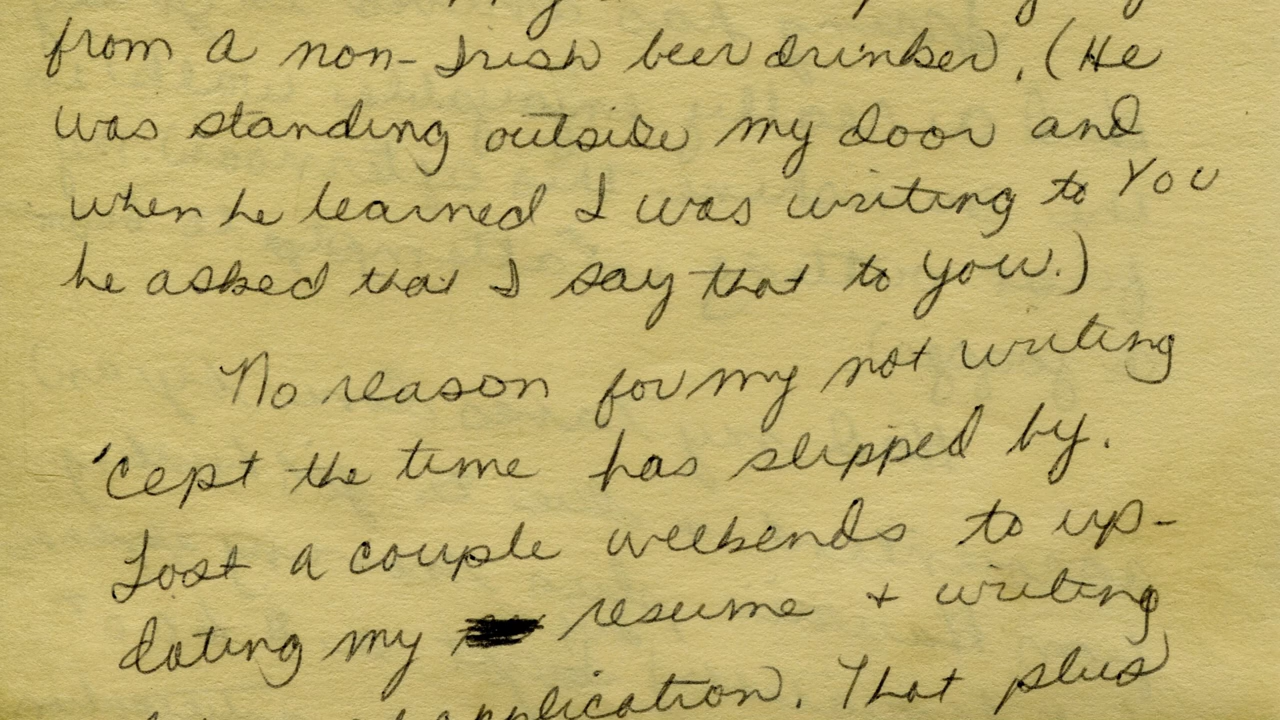 from a non-Irish beer drinker. (He
was standing outside my door and
when he learned I was writing to you
he asked that I say that to you.)
No reason for my not writing
'cept the time has slipped by.
Lost a couple weekends to up-
dating my resume + writing
application. That plus